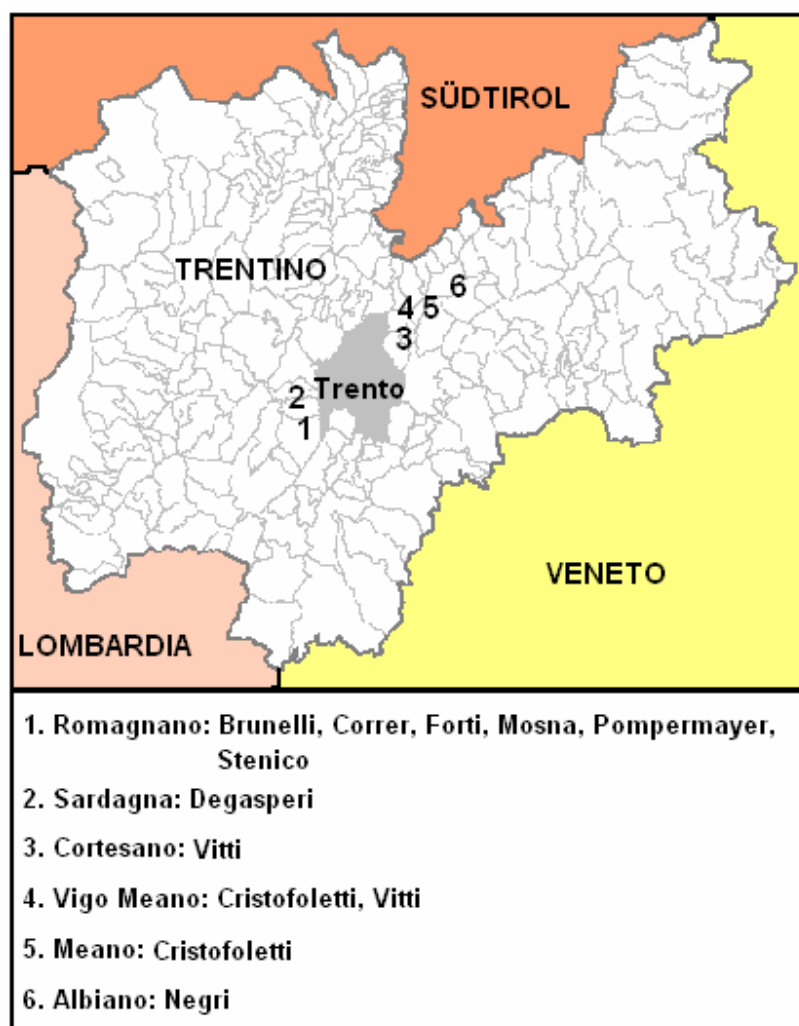 SÜDTIROL
TRENTINO
6
4 5
3
Trento
2
1
VENETO
LOMBARDIA
1. Romagnano: Brunelli, Correr, Forti, Mosna, Pompermayer,
Stenico
2. Sardagna: Degasperi
3. Cortesano: Vitti
4. Vigo Meano: Cristofoletti, Vitti
5. Meano: Cristofoletti
6. Albiano: Negri